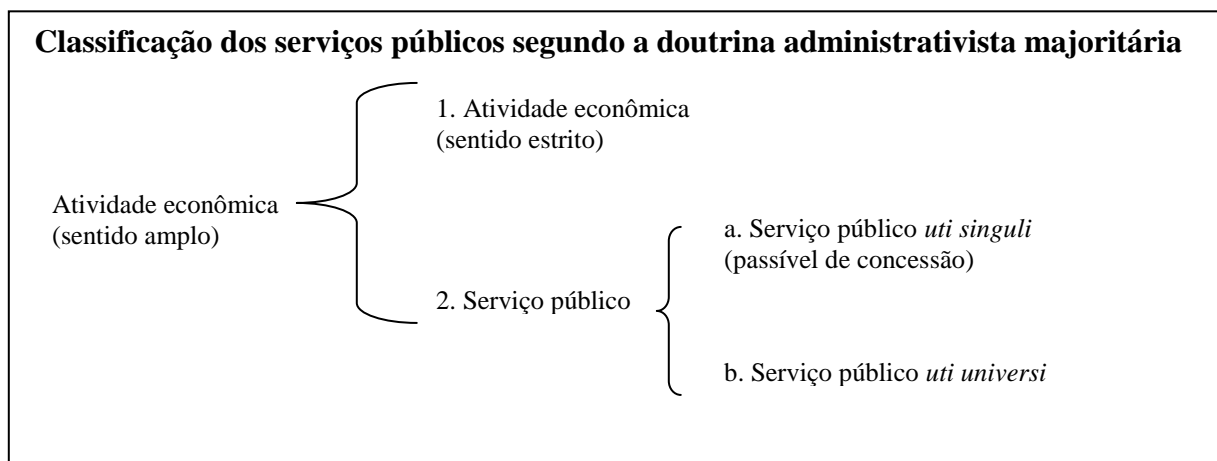 Classificação dos serviços públicos segundo a doutrina administrativista majoritária
1. Atividade econômica
(sentido estrito)
Atividade econômica
(sentido amplo)
a. Serviço público uti singuli
(passível de concessão)
2. Serviço público
b. Serviço público uti universi